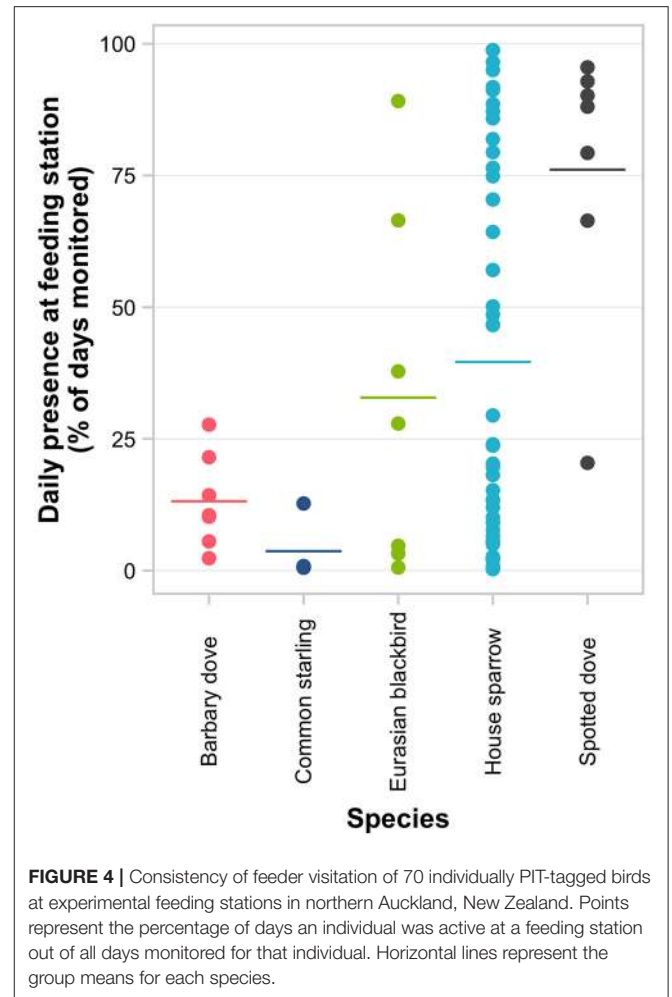 Daily presence at feeding station
(% of days monitored)
100
75
50
25
0
Barbary dove
Common starling
Eurasian blackbird
House sparrow
Spotted dove
Species
FIGURE 4 | Consistency of feeder visitation of 70 individually PIT-tagged birds
at experimental feeding stations in northern Auckland, New Zealand. Points
represent the percentage of days an individual was active at a feeding station
out of all days monitored for that individual. Horizontal lines represent the
group means for each species.